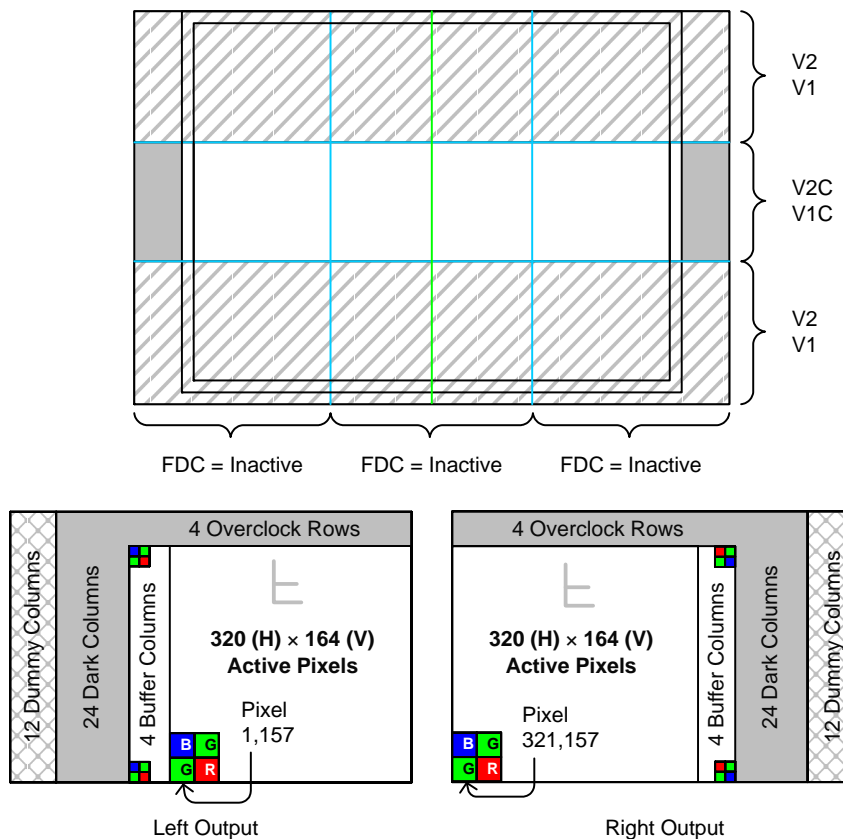 V2
V1
V2C
V1C
V2
V1
FDC = Inactive
FDC = Inactive
FDC = Inactive
12 Dummy Columns
24 Dark Columns
4 Buffer Columns
4 Overclock Rows
320 (H) × 164 (V)
Active Pixels
Pixel
1,157
B G
G R
Left Output
4 Overclock Rows
320 (H) × 164 (V)
Active Pixels
Pixel
321,157
B G
G R
4 Buffer Columns
24 Dark Columns
12 Dummy Columns
Right Output